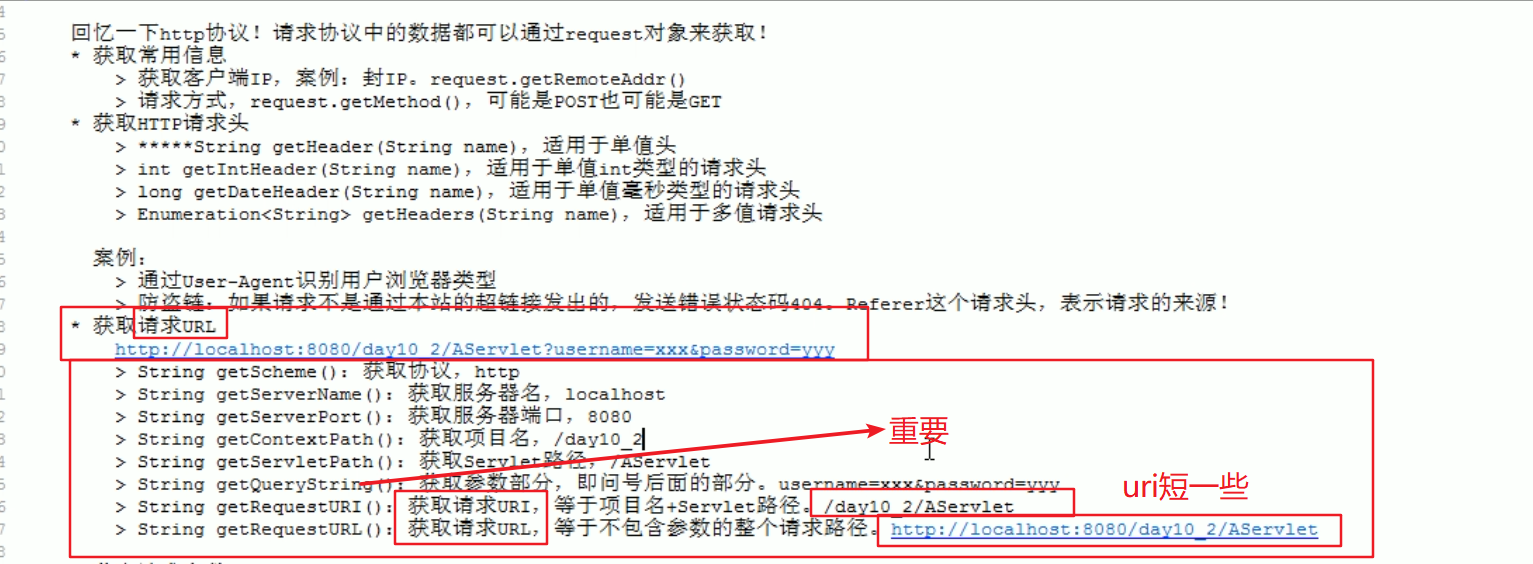 回忆一下http协议！请求协议中的数据都可以通过request对象来获取！
* 获取常用信息
> 获取客户端IP，案例：封IP。request.getRemoteAddr()
> 请求方式，request.getMethod()，可能是POST也可能是GET
* 获取HTTP请求头
> *****String getHeader(String name)，适用于单值头
> int getIntHeader(String name)，适用于单值int类型的请求头
> long getDateHeader(String name)，适用于单值毫秒类型的请求头
> Enumeration<String> getHeaders(String name)，适用于多值请求头
案例：
> 通过User-Agent识别用户浏览器类型
> 防盗链：如果请求不是通过本站的超链接发出的，发送错误状态码404。Referer这个请求头，表示请求的来源！
* 获取请求URL
http://localhost:8080/day10_2/AServlet?username=xxx&password=yyy
> String getScheme()：获取协议，http
> String getServerName()：获取服务器名，localhost
> String getServerPort()：获取服务器端口，8080
> String getContextPath()：获取项目名，/day10_2
重要
> String getServletPath()：获取Servlet路径，/AServlet
> String getQueryString()：获取参数部分，即问号后面的部分。username=xxx&password=yyy
uri短一些
> String getRequestURI()：获取请求URI，等于项目名+Servlet路径。/day10_2/AServlet
> String getRequestURL()：获取请求URL，等于不包含参数的整个请求路径。http://localhost:8080/day10_2/AServlet